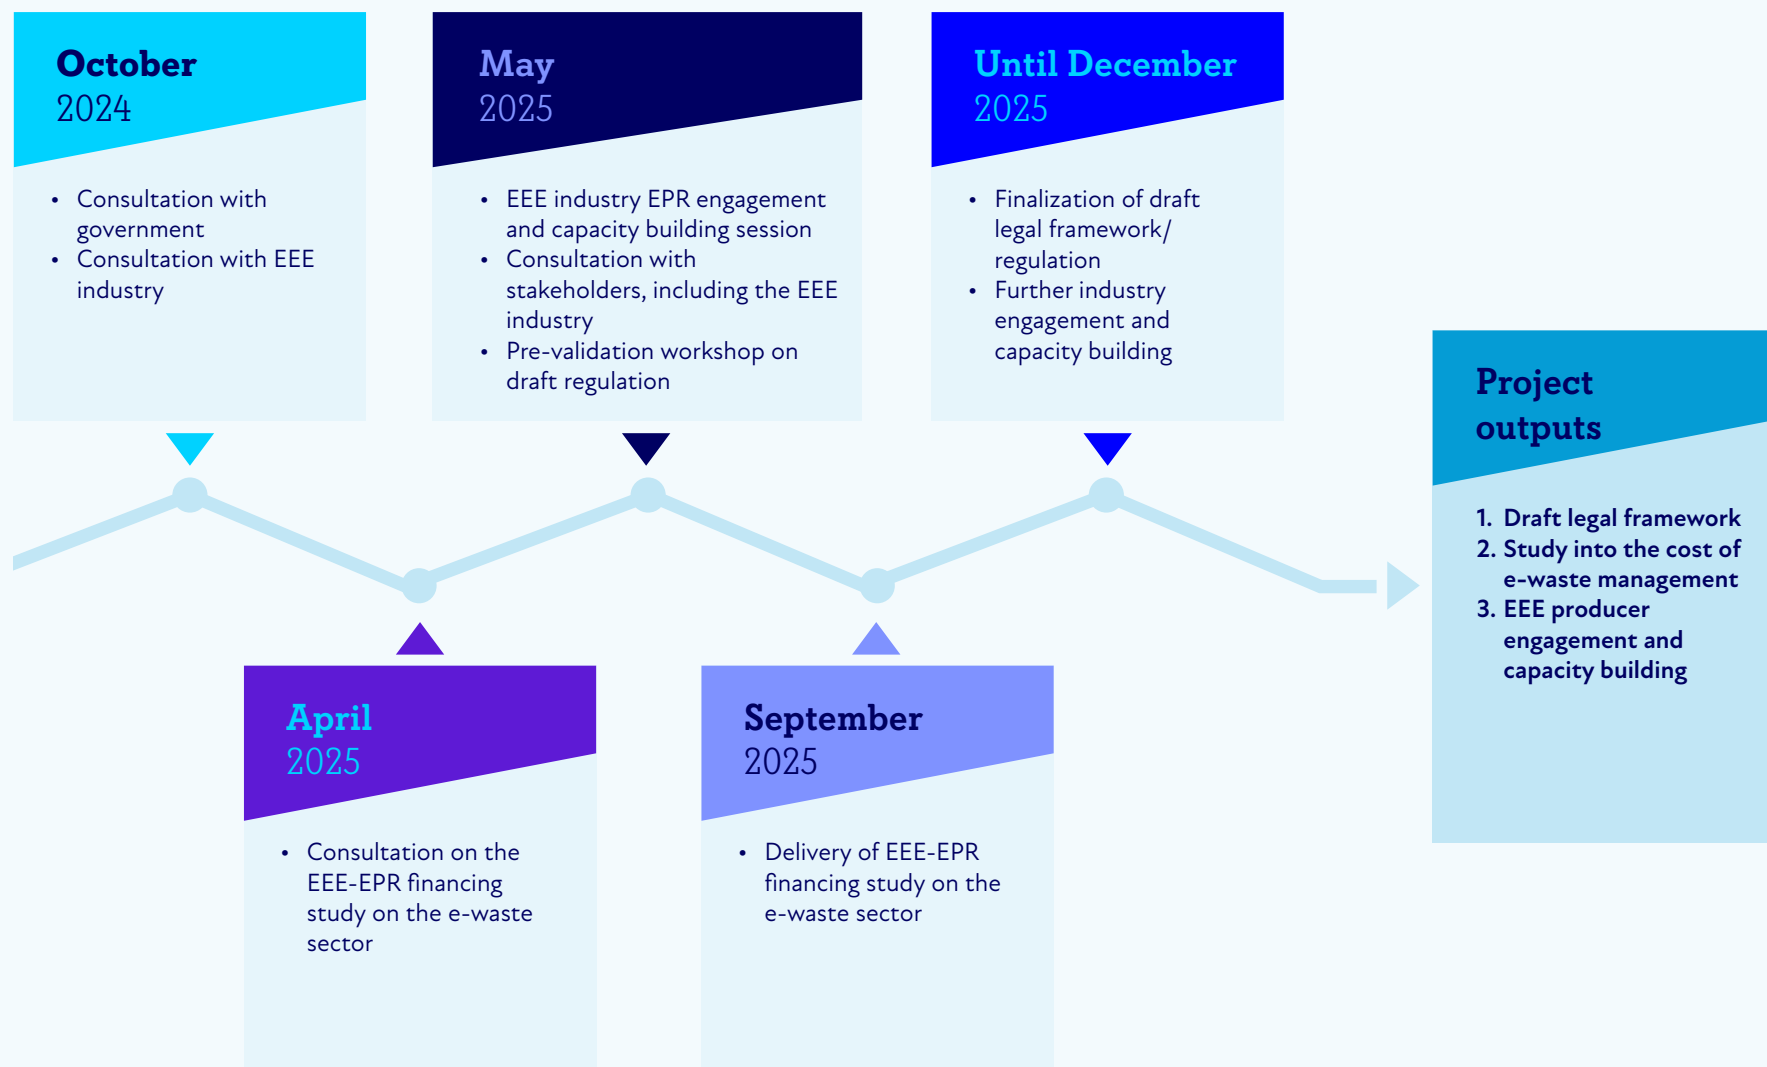 October
2024
• Consultation with
government
• Consultation with EEE
industry
May
2025
• EEE industry EPR engagement
and capacity building session
• Consultation with
stakeholders, including the EEE
industry
• Pre-validation workshop on
draft regulation
Until December
2025
• Finalization of draft
legal framework/
regulation
• Further industry
engagement and
capacity building
April
2025
• Consultation on the
EEE-EPR financing
study on the e-waste
sector
September
2025
• Delivery of EEE-EPR
financing study on the
e-waste sector
Project
outputs
1. Draft legal framework
2. Study into the cost of
e-waste management
3. EEE producer
engagement and
capacity building